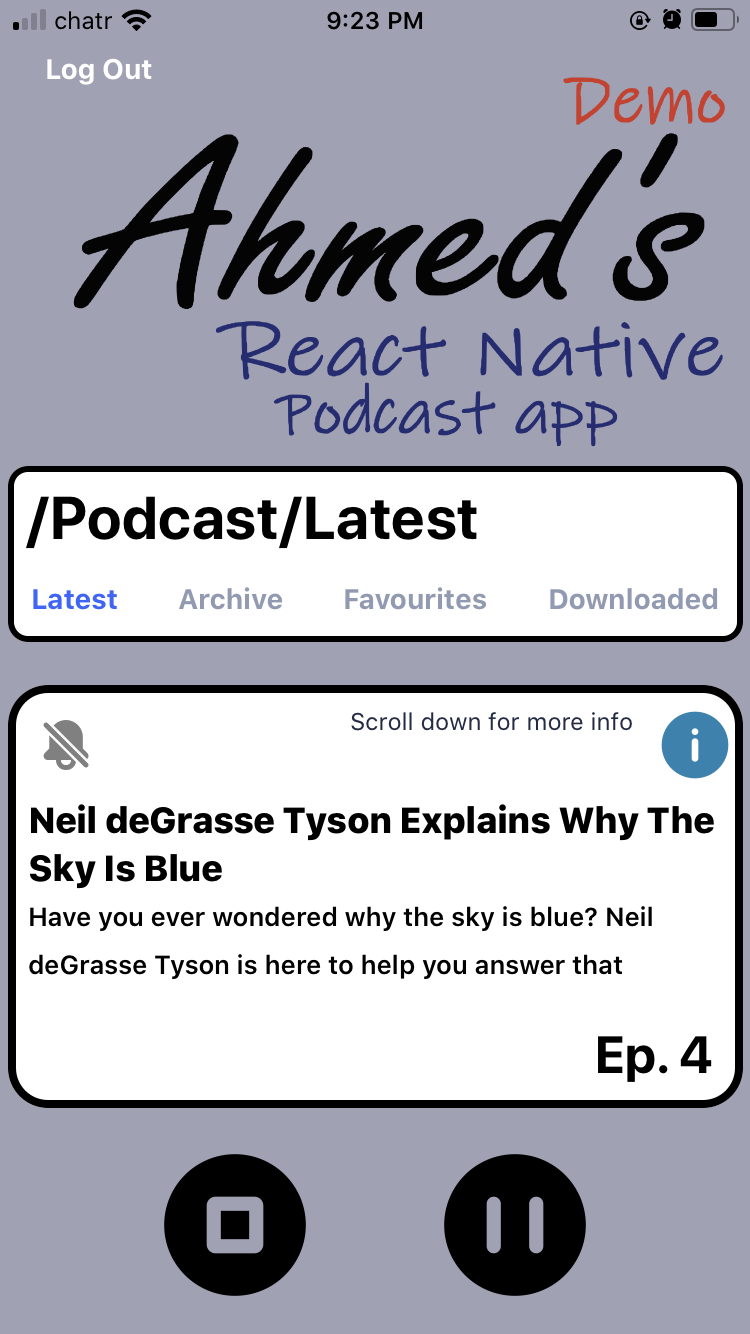 chatr 9:23 PM
Log Out
Demo
Ahmed's
React Native
Podcast app
/Podcast/Latest
Latest Archive Favourites Downloaded
Scroll down for more info
Neil deGrasse Tyson Explains Why The
Sky Is Blue
Have you ever wondered why the sky is blue? Neil
deGrasse Tyson is here to help you answer that
Ep. 4